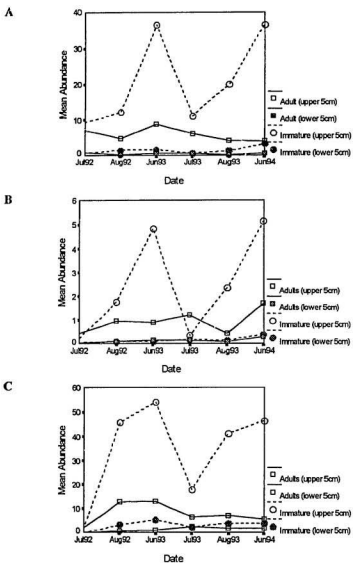 A
40
30
20
10
0
Mean Abundance
Jul92 Aug92 Jun93 Jul93 Aug93 Jun94
Date
Adult (upper 5cm)
Adult (lower 5cm)
Immature (upper 5cm)
Immature (lower 5cm)
B
6
5
4
3
2
1
0
Mean Abundance
Jul92 Aug92 Jun93 Jul93 Aug93 Jun94
Date
Adults (upper 5cm)
Adults (lower 5cm)
Immature (upper 5cm)
Immature (lower 5cm)
C
60
50
40
30
20
10
0
Mean Abundance
Jul92 Aug92 Jun93 Jul93 Aug93 Jun94
Date
Adults (upper 5cm)
Adults (lower 5cm)
Immature (upper 5cm)
Immature (lower 5cm)